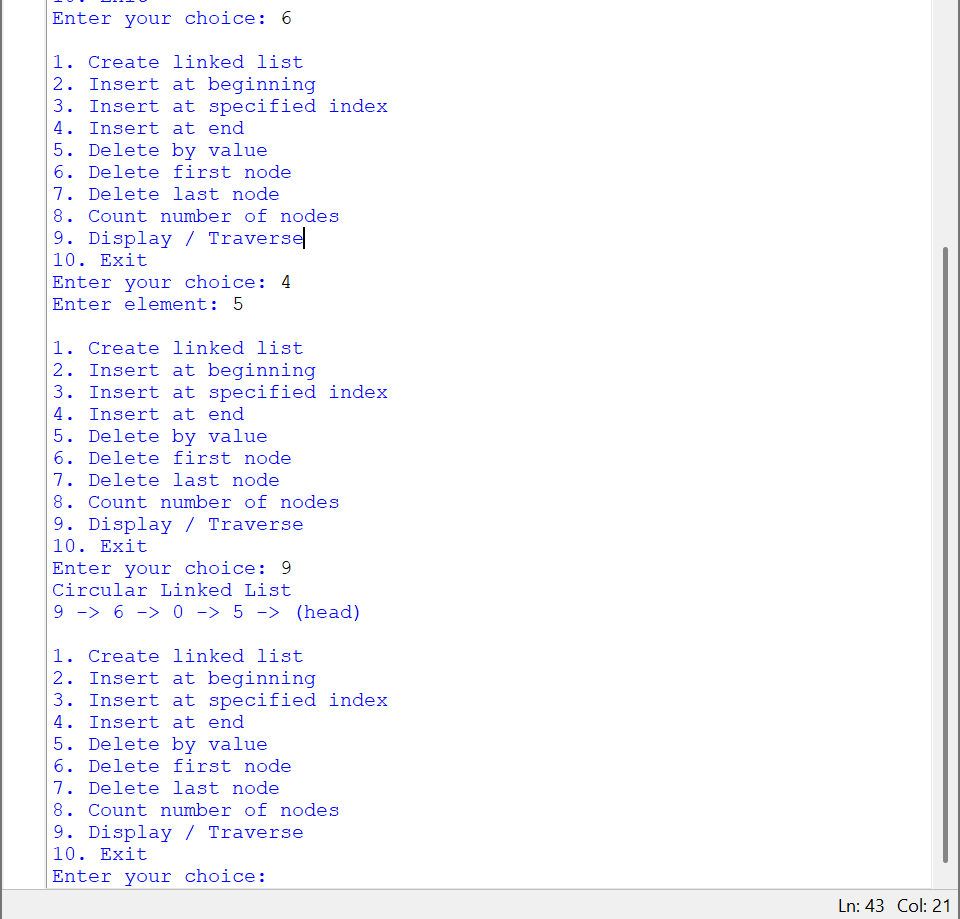 10. Exit
Enter your choice: 6
1. Create linked list
2. Insert at beginning
3. Insert at specified index
4. Insert at end
5. Delete by value
6. Delete first node
7. Delete last node
8. Count number of nodes
9. Display / Traverse
10. Exit
Enter your choice: 4
Enter element: 5
1. Create linked list
2. Insert at beginning
3. Insert at specified index
4. Insert at end
5. Delete by value
6. Delete first node
7. Delete last node
8. Count number of nodes
9. Display / Traverse
10. Exit
Enter your choice: 9
Circular Linked List
9 -> 6 -> 0 -> 5 -> (head)
1. Create linked list
2. Insert at beginning
3. Insert at specified index
4. Insert at end
5. Delete by value
6. Delete first node
7. Delete last node
8. Count number of nodes
9. Display / Traverse
10. Exit
Enter your choice:
Ln: 43 Col: 21